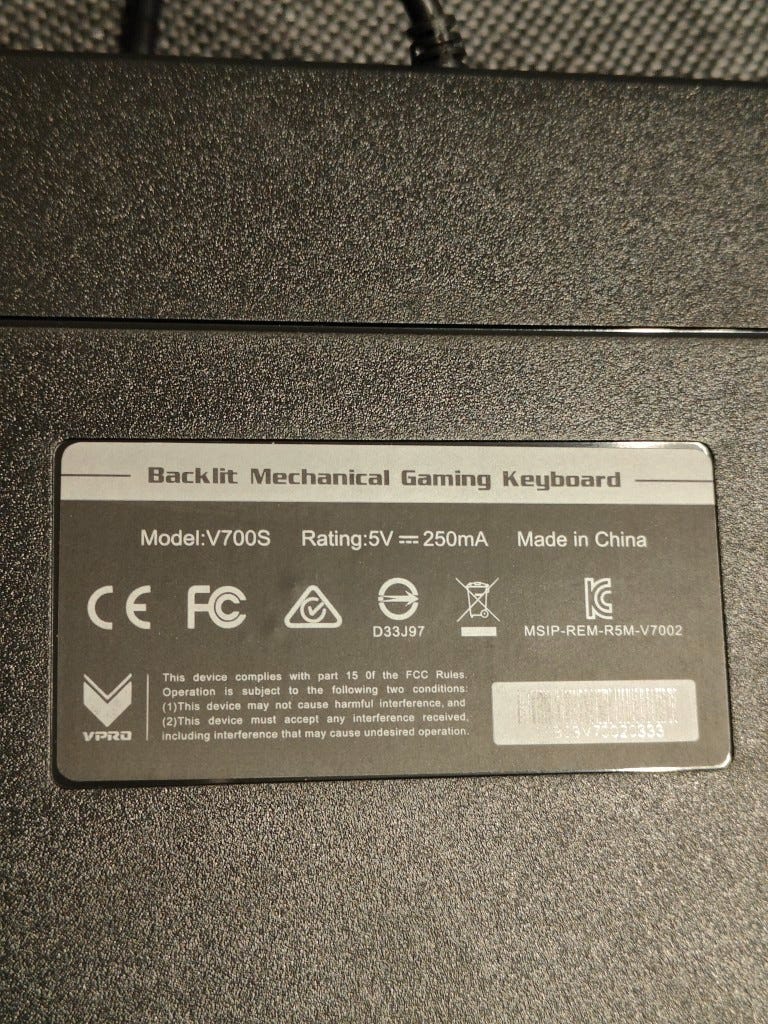 Backlit Mechanical Gaming Keyboard
Model:V700S Rating:5V ⎓ 250mA Made in China
CE FC
D33J97 MSIP-REM-R5M-V7002
VPRO
This device complies with part 15 0f the FCC Rules.
Operation is subject to the following two conditions:
(1)This device may not cause harmful interference, and
(2)This device must accept any interference received,
including interference that may cause undesired operation.